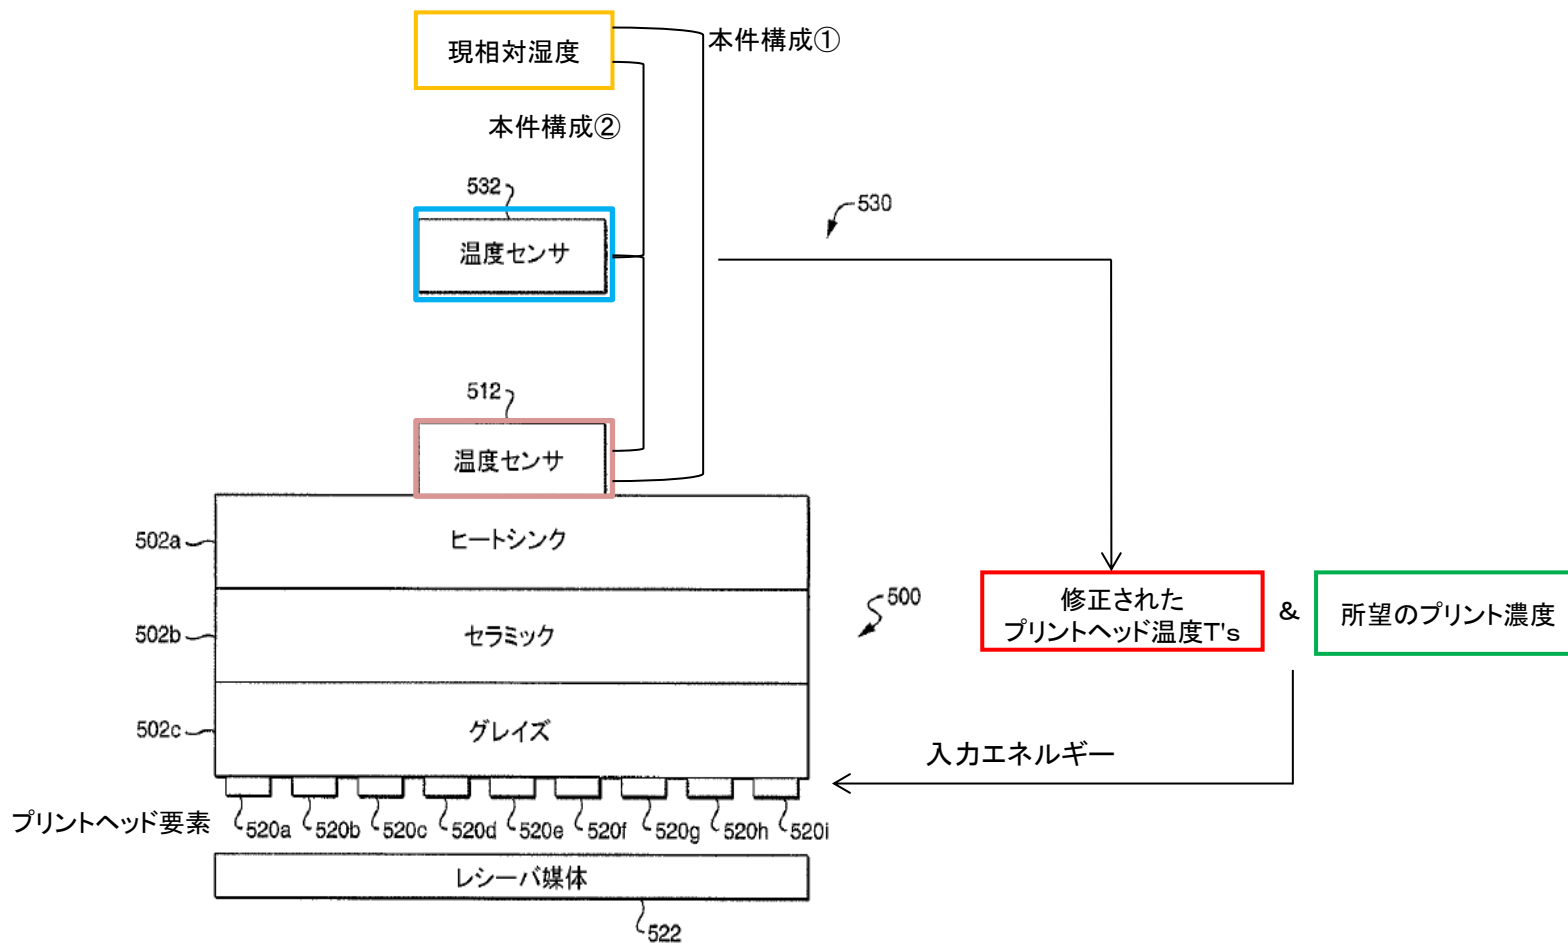 現相対湿度
本件構成①
本件構成②
532
温度センサ
530
512
温度センサ
502a
ヒートシンク
502b
セラミック
500
修正された
プリントヘッド温度T's
&
所望のプリント濃度
502c
グレイズ
入力エネルギー
プリントヘッド要素
520a 520b 520c 520d 520e 520f 520g 520h 520i
レシーバ媒体
522